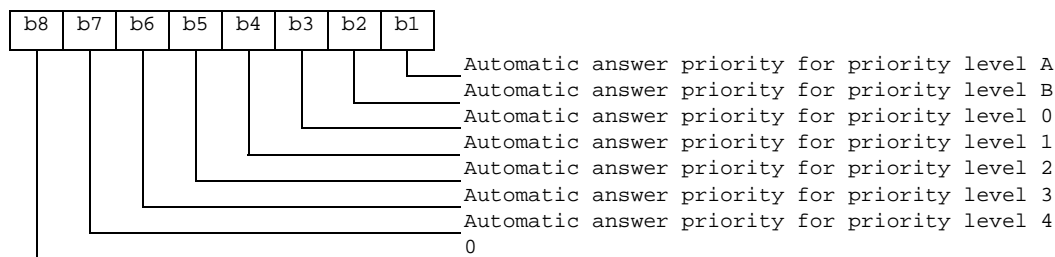 b8 b7 b6 b5 b4 b3 b2 b1
Automatic answer priority for priority level A
Automatic answer priority for priority level B
Automatic answer priority for priority level 0
Automatic answer priority for priority level 1
Automatic answer priority for priority level 2
Automatic answer priority for priority level 3
Automatic answer priority for priority level 4
0